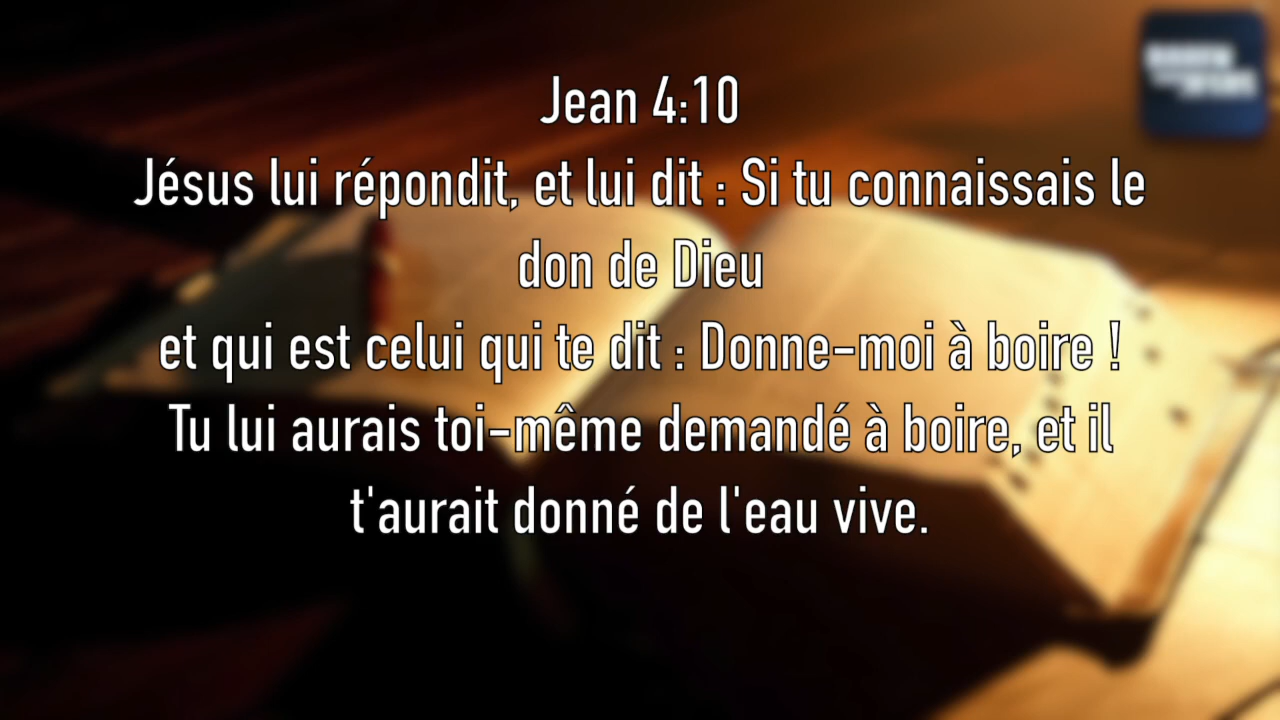 Jean 4:10
Jésus lui répondit, et lui dit : Si tu connaissais le
don de Dieu
et qui est celui qui te dit : Donne-moi à boire !
Tu lui aurais toi-même demandé à boire, et il
t'aurait donné de l'eau vive.